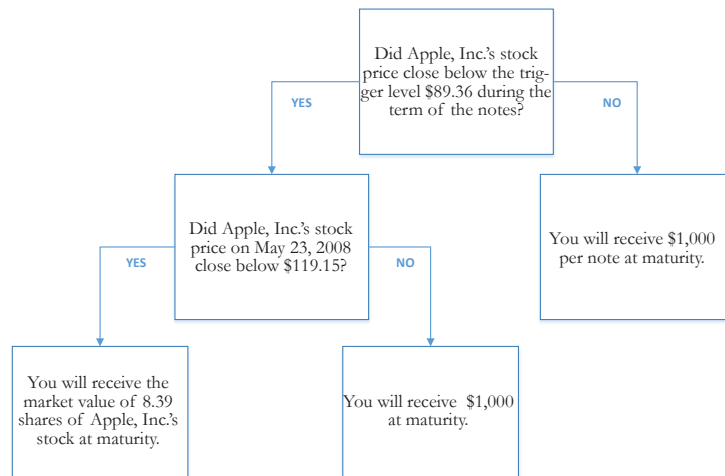 Did Apple, Inc.'s stock
price close below the trig-
ger level $89.36 during the
term of the notes?
YES
NO
Did Apple, Inc.'s stock
price on May 23, 2008
close below $119.15?
You will receive $1,000
per note at maturity.
YES
NO
You will receive the
market value of 8.39
shares of Apple, Inc.'s
stock at maturity.
You will receive $1,000
at maturity.